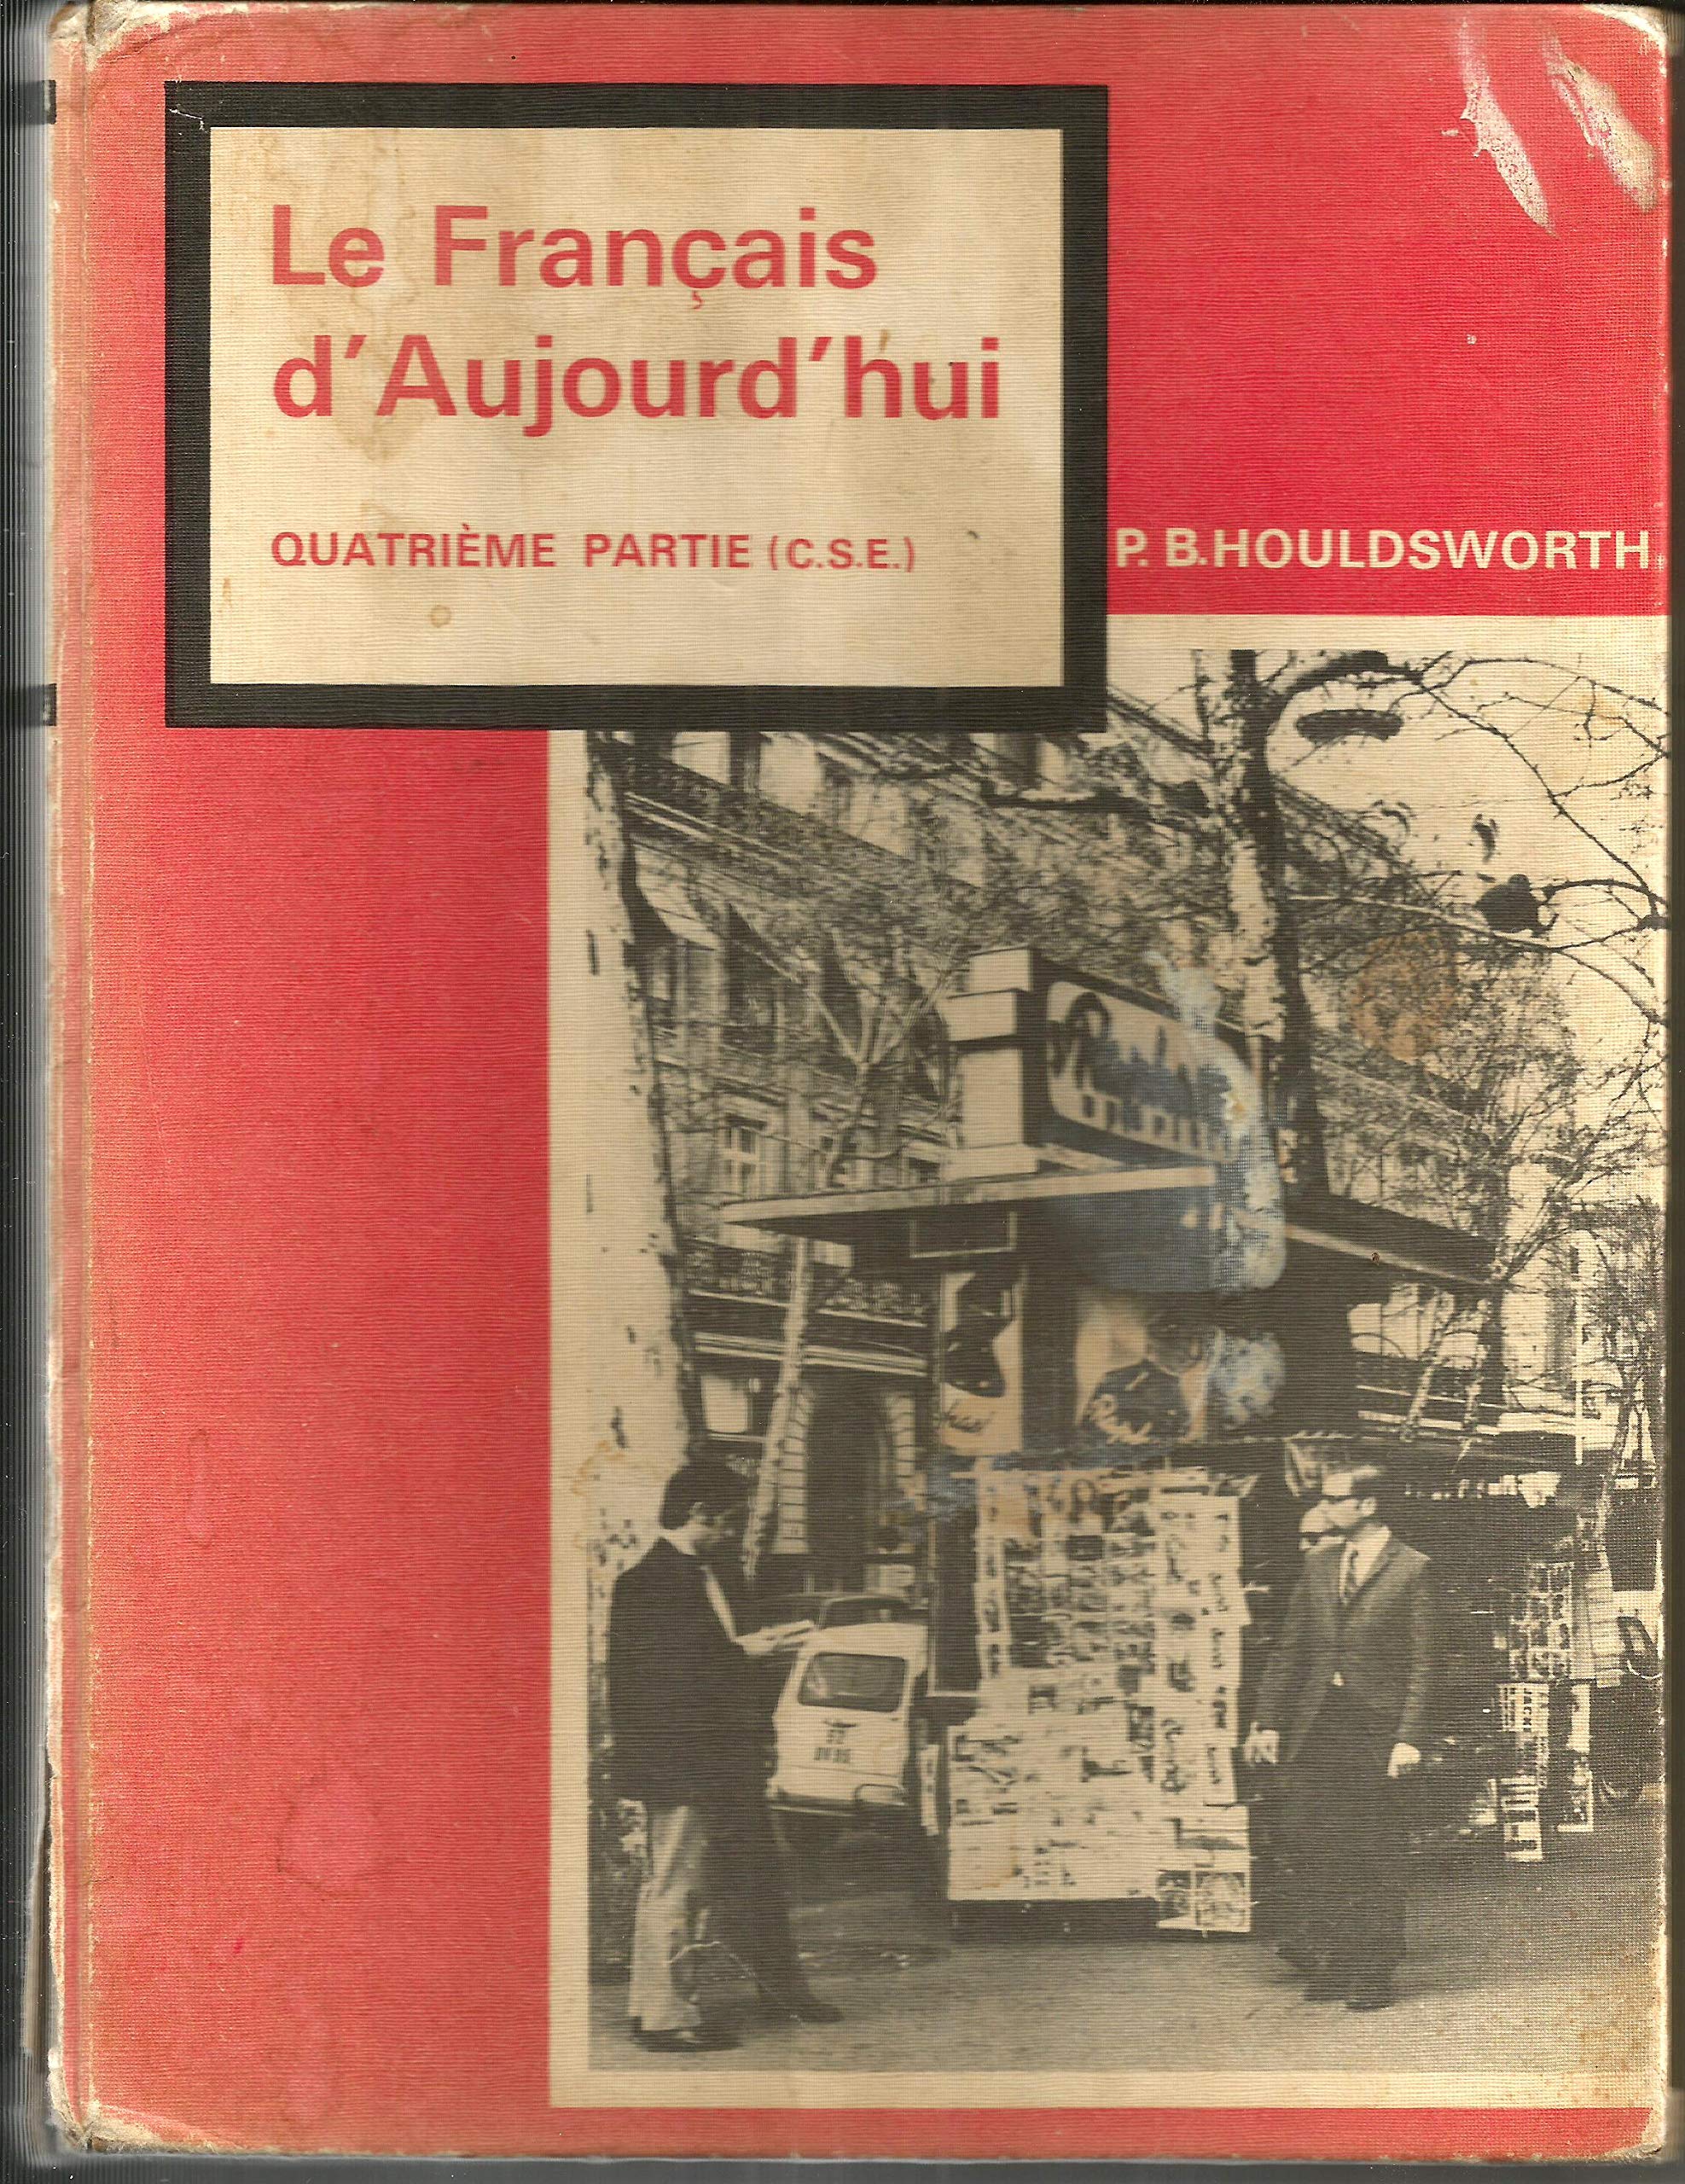 Le Français
d'Aujourd'hui
QUATRIÈME PARTIE (C.S.E.)
P. B. HOULDSWORTH